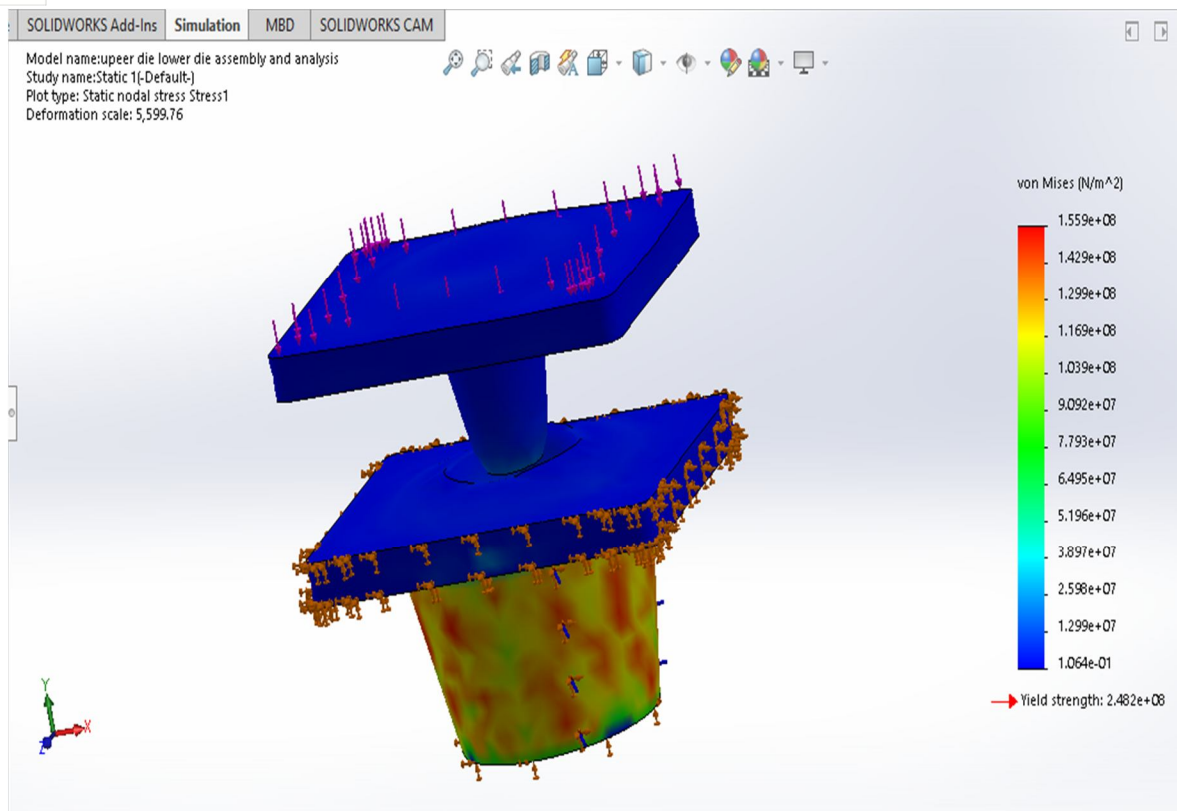 SOLIDWORKS Add-Ins
Simulation
MBD
SOLIDWORKS CAM
Model name:upeer die lower die assembly and analysis
Study name:Static 1(-Default-)
Plot type: Static nodal stress Stress1
Deformation scale: 5,599.76
von Mises (N/m^2)
1.559e+08
1.429e+08
1.299e+08
1.169e+08
1.039e+08
9.092e+07
7.793e+07
6.495e+07
5.196e+07
3.897e+07
2.598e+07
1.299e+07
1.064e-01
Yield strength: 2.482e+08
Y
X
Z